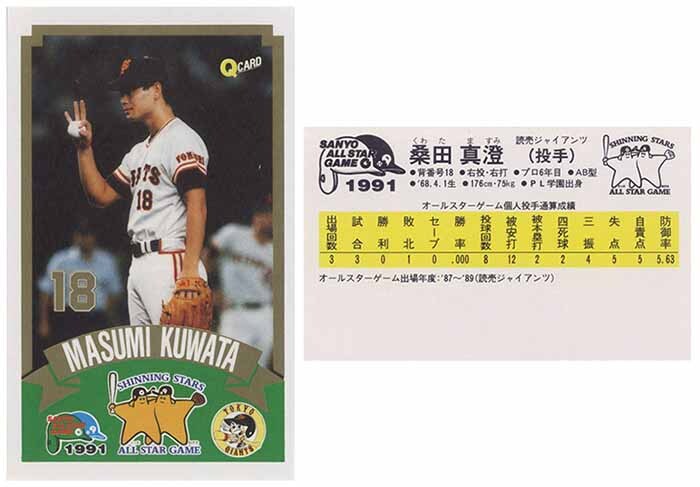 Q CARD
18
18
MASUMI KUWATA
SHINNING STARS
ALL STAR GAME
1991
TOKYO
GIANTS
SANYO
ALL STAR
GAME
1991
くわた ますみ
桑田 真澄
読売ジャイアンツ
(投手)
●背番号18 ●右投・右打 ●プロ6年目 ●AB型
●'68.4.1生 ●176cm・75kg ●PL学園出身
SHINNING STARS
ALL STAR GAME
オールスターゲーム個人投手通算成績
出場回数 試合 勝利 敗北 セーブ 勝率 投球回数 被安打 被本塁打 四死球 三振 失点 自責点 防御率
3 3 0 1 0 .000 8 12 2 2 4 5 5 5.63
オールスターゲーム出場年度:'87〜'89(読売ジャイアンツ)